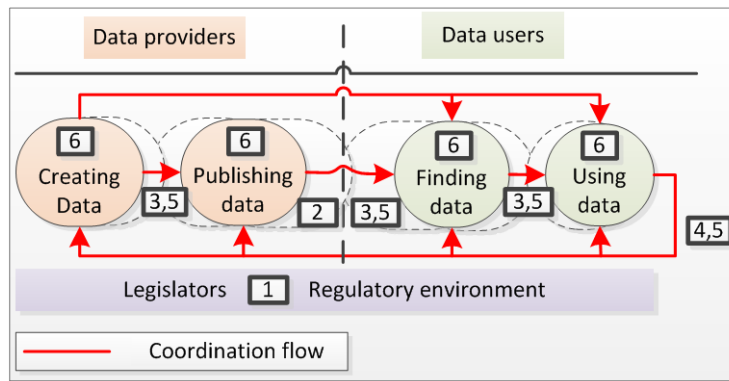 Data providers
Data users
6
6
6
6
Creating
Data
Publishing
data
Finding
data
Using
data
3,5
2
3,5
3,5
4,5
Legislators 1 Regulatory environment
Coordination flow